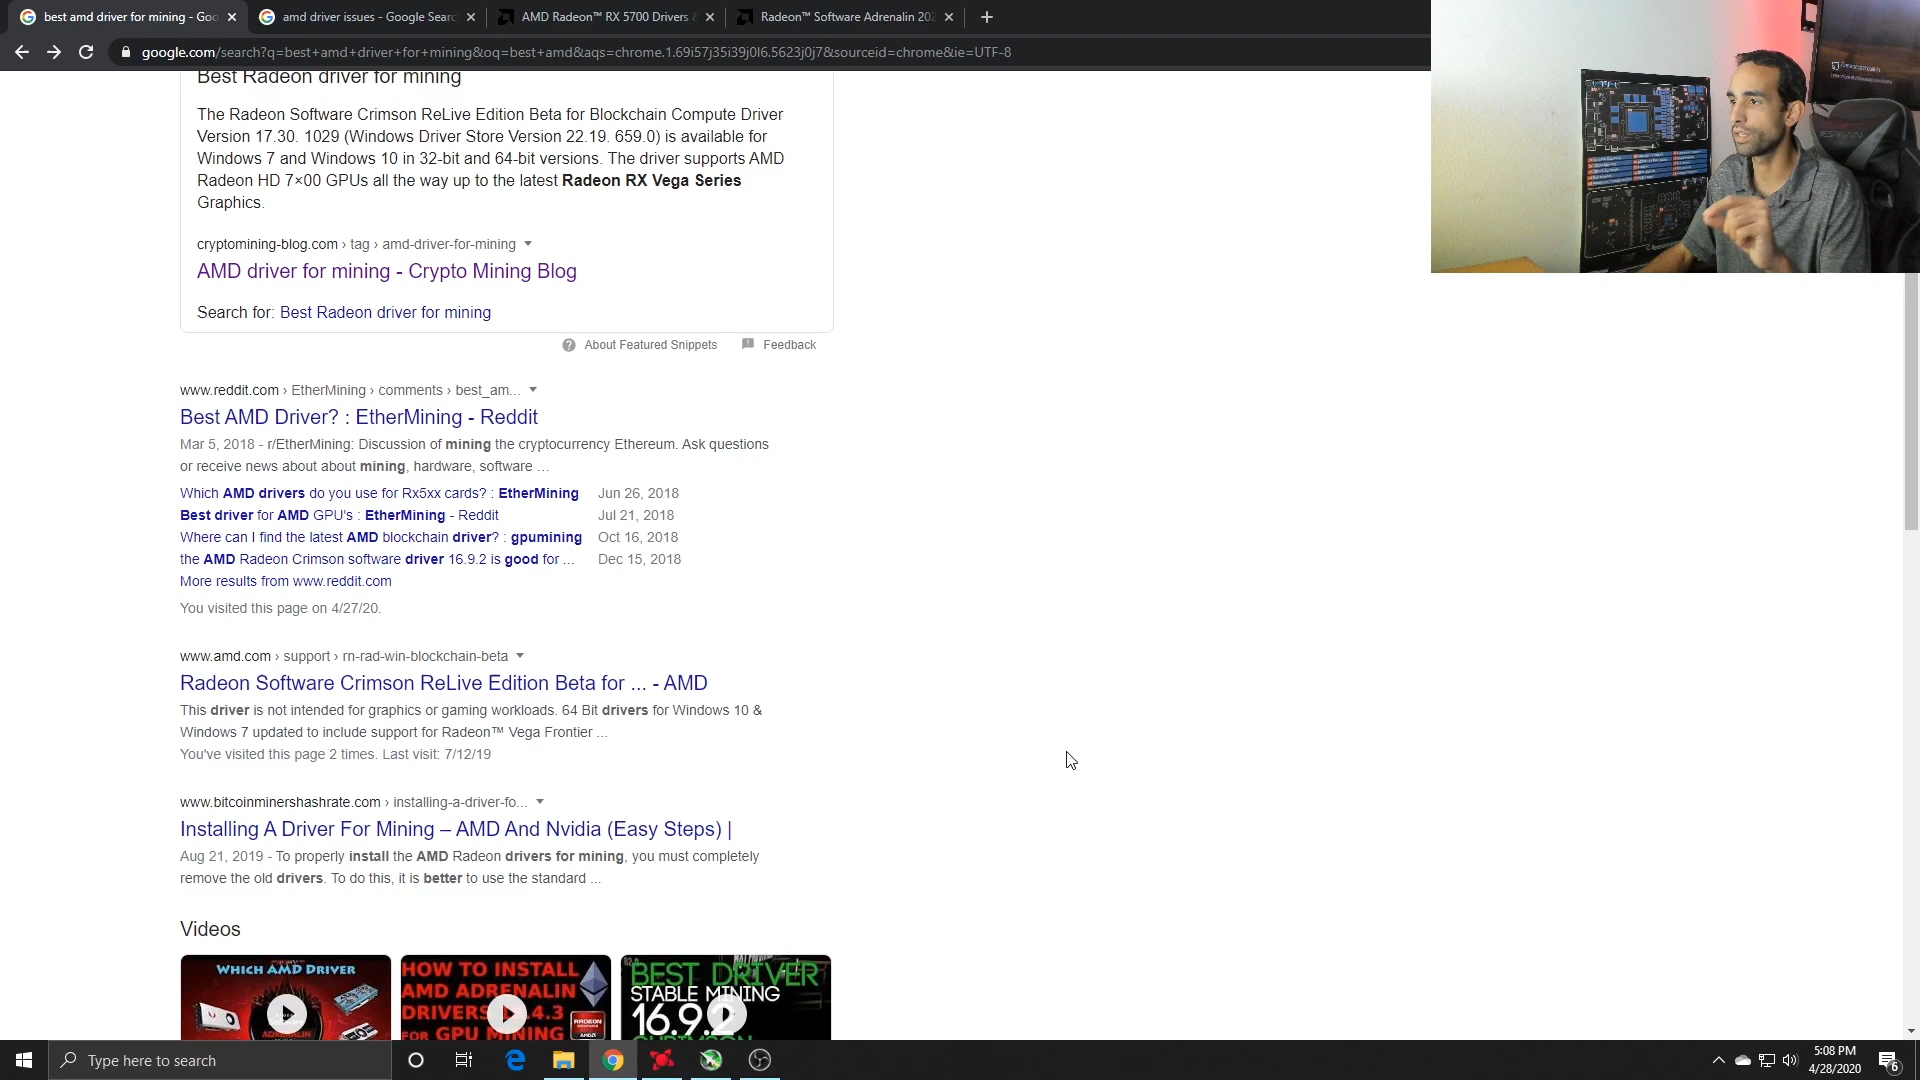 best amd driver for mining - Goo
amd driver issues - Google Searc
AMD Radeon™ RX 5700 Drivers &
Radeon™ Software Adrenalin 202
google.com/search?q=best+amd+driver+for+mining&oq=best+amd&aqs=chrome.1.69i57j35i39j0l6.5623j0j7&sourceid=chrome&ie=UTF-8
Best Radeon driver for mining
The Radeon Software Crimson ReLive Edition Beta for Blockchain Compute Driver
Version 17.30. 1029 (Windows Driver Store Version 22.19. 659.0) is available for
Windows 7 and Windows 10 in 32-bit and 64-bit versions. The driver supports AMD
Radeon HD 7×00 GPUs all the way up to the latest Radeon RX Vega Series
Graphics.
cryptomining-blog.com › tag › amd-driver-for-mining
AMD driver for mining - Crypto Mining Blog
Search for: Best Radeon driver for mining
About Featured Snippets
Feedback
www.reddit.com › EtherMining › comments › best_am...
Best AMD Driver? : EtherMining - Reddit
Mar 5, 2018 - r/EtherMining: Discussion of mining the cryptocurrency Ethereum. Ask questions
or receive news about about mining, hardware, software ...
Which AMD drivers do you use for Rx5xx cards? : EtherMining Jun 26, 2018
Best driver for AMD GPU's : EtherMining - Reddit Jul 21, 2018
Where can I find the latest AMD blockchain driver? : gpumining Oct 16, 2018
the AMD Radeon Crimson software driver 16.9.2 is good for ... Dec 15, 2018
More results from www.reddit.com
You visited this page on 4/27/20.
www.amd.com › support › rn-rad-win-blockchain-beta
Radeon Software Crimson ReLive Edition Beta for ... - AMD
This driver is not intended for graphics or gaming workloads. 64 Bit drivers for Windows 10 &
Windows 7 updated to include support for Radeon™ Vega Frontier ...
You've visited this page 2 times. Last visit: 7/12/19
www.bitcoinminershashrate.com › installing-a-driver-fo...
Installing A Driver For Mining – AMD And Nvidia (Easy Steps) |
Aug 21, 2019 - To properly install the AMD Radeon drivers for mining, you must completely
remove the old drivers. To do this, it is better to use the standard ...
Videos
WHICH AMD DRIVER
ADRENALIN
HOW TO INSTALL
AMD ADRENALIN
DRIVERS
4.3
FOR GPU MINING
RADEON
BEST DRIVER
STABLE MINING
16.9.2
Type here to search
5:08 PM
4/28/2020
6